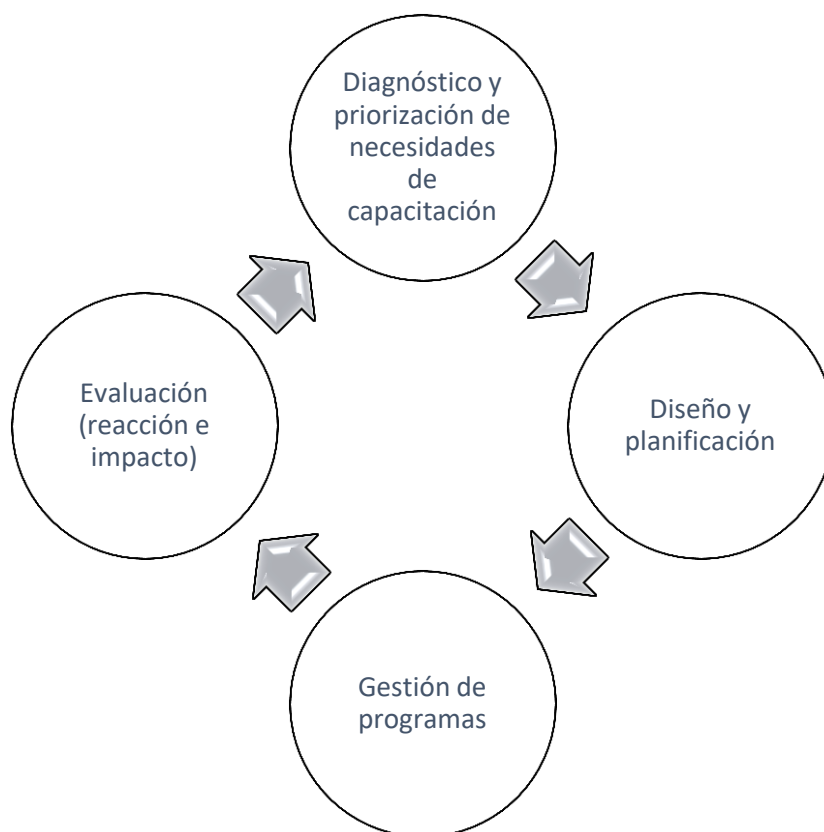 Diagnóstico y
priorización de
necesidades
de
capacitación
Diseño y
planificación
Gestión de
programas
Evaluación
(reacción e
impacto)